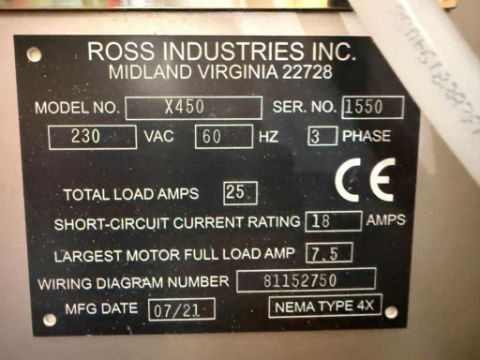 ROSS INDUSTRIES INC.
MIDLAND VIRGINIA 22728
MODEL NO. X450 SER. NO. 1550
230 VAC 60 HZ 3 PHASE
CE
TOTAL LOAD AMPS 25
SHORT-CIRCUIT CURRENT RATING 18 AMPS
LARGEST MOTOR FULL LOAD AMP 7.5
WIRING DIAGRAM NUMBER 81152750
MFG DATE 07/21 NEMA TYPE 4X